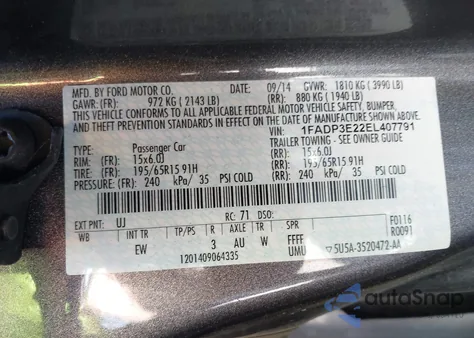 MFD. BY FORD MOTOR CO.
DATE: 09/14 GVWR: 1810 KG ( 3990 LB)
GAWR: (FR): 972 KG ( 2143 LB) (RR): 880 KG ( 1940 LB)
THIS VEHICLE CONFORMS TO ALL APPLICABLE FEDERAL MOTOR VEHICLE SAFETY, BUMPER,
AND THEFT PREVENTION STANDARDS IN EFFECT ON THE DATE OF MANUFACTURE SHOWN ABOVE.
VIN: 1FADP3E22EL407791
TYPE: Passenger Car TRAILER TOWING - SEE OWNER GUIDE
RIM: (FR): 15x6.0J (RR): 15x6.0J
TIRE: (FR): 195/65R15 91H (RR): 195/65R15 91H
AT: (FR): 240 kPa/ 35 PSI COLD (RR): 240 kPa/ 35 PSI COLD
EXT PNT: UJ RC: 71 DSO: F0116
WB INT TR TP/PS R AXLE TR SPR R0091
EW 3 AU W FFFF
UMU
1201409064335
5U5A-3520472-AA
autoSnap